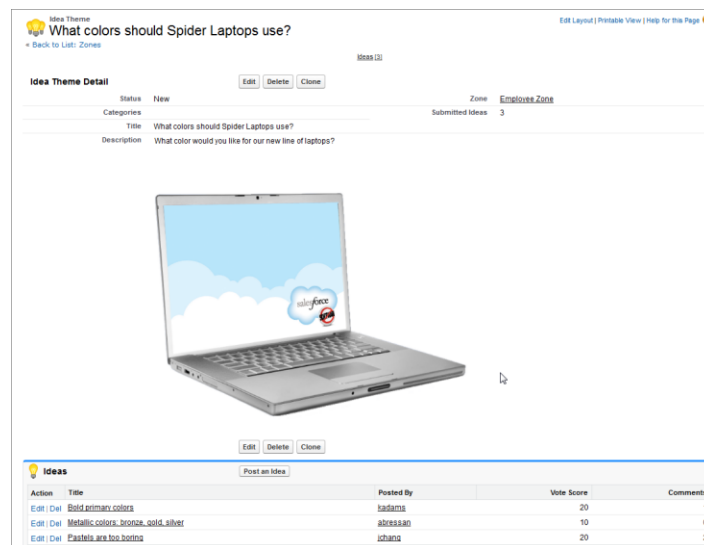 Idea Theme
What colors should Spider Laptops use?
Edit Layout | Printable View | Help for this Page
« Back to List: Zones
Ideas [3]
Idea Theme Detail Edit Delete Clone
Status New Zone Employee Zone
Categories Submitted Ideas 3
Title What colors should Spider Laptops use?
Description What color would you like for our new line of laptops?
salesforce
Edit Delete Clone
Ideas Post an Idea
Action Title Posted By Vote Score Comments
Edit | Del Bold primary colors kadams 20
Edit | Del Metallic colors: bronze, gold, silver abressan 10
Edit | Del Pastels are too boring jchang 20